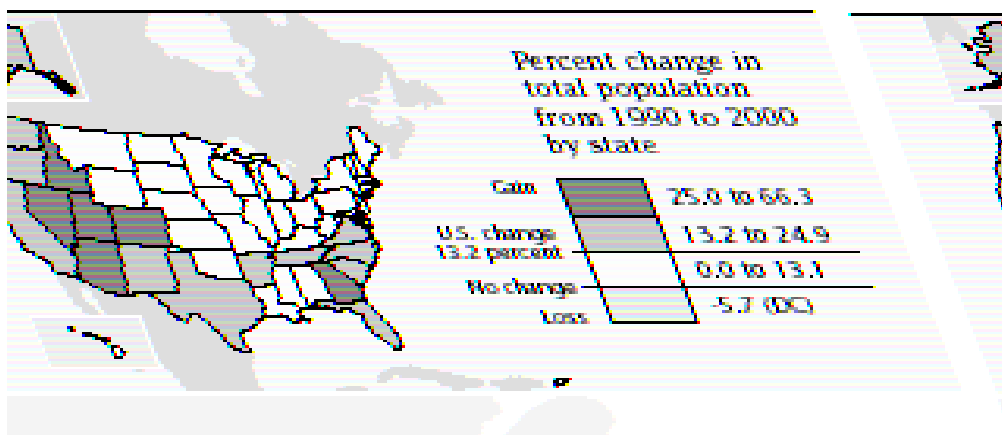 Percent change in
total population
from 1990 to 2000
by state
Gain
25.0 to 66.3
U.S. change
13.2 percent
13.2 to 24.9
0.0 to 13.1
No change
-5.7 (DC)
Loss